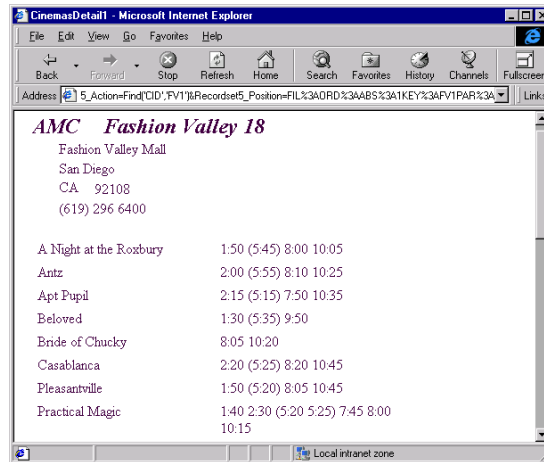 CinemasDetail1 - Microsoft Internet Explorer
File Edit View Go Favorites Help
Back Forward Stop Refresh Home Search Favorites History Channels Fullscreen
Address 5_Action=Find('CID','FV1')&Recordset5_Position=FIL%3AORD%3AABS%3A1KEY%3AFV1PAR%3A Links
AMC Fashion Valley 18
Fashion Valley Mall
San Diego
CA 92108
(619) 296 6400
A Night at the Roxbury 1:50 (5:45) 8:00 10:05
Antz 2:00 (5:55) 8:10 10:25
Apt Pupil 2:15 (5:15) 7:50 10:35
Beloved 1:30 (5:35) 9:50
Bride of Chucky 8:05 10:20
Casablanca 2:20 (5:25) 8:20 10:45
Pleasantville 1:50 (5:20) 8:05 10:45
Practical Magic 1:40 2:30 (5:20 5:25) 7:45 8:00
10:15
Local intranet zone